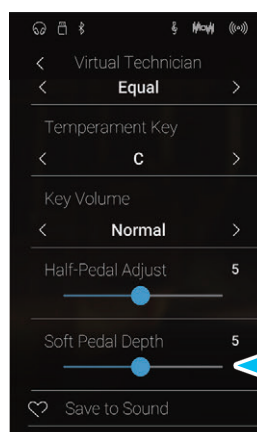 < Virtual Technician
< Equal >
Temperament Key
< C >
Key Volume
< Normal >
Half-Pedal Adjust 5
Soft Pedal Depth 5
Save to Sound